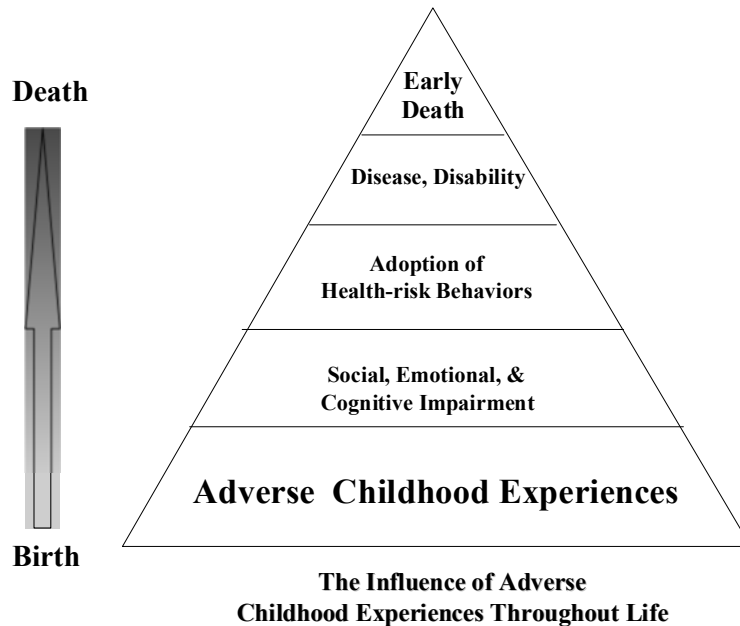 Death
Early
Death
Disease, Disability
Adoption of
Health-risk Behaviors
Social, Emotional, &
Cognitive Impairment
Adverse Childhood Experiences
Birth
The Influence of Adverse
Childhood Experiences Throughout Life